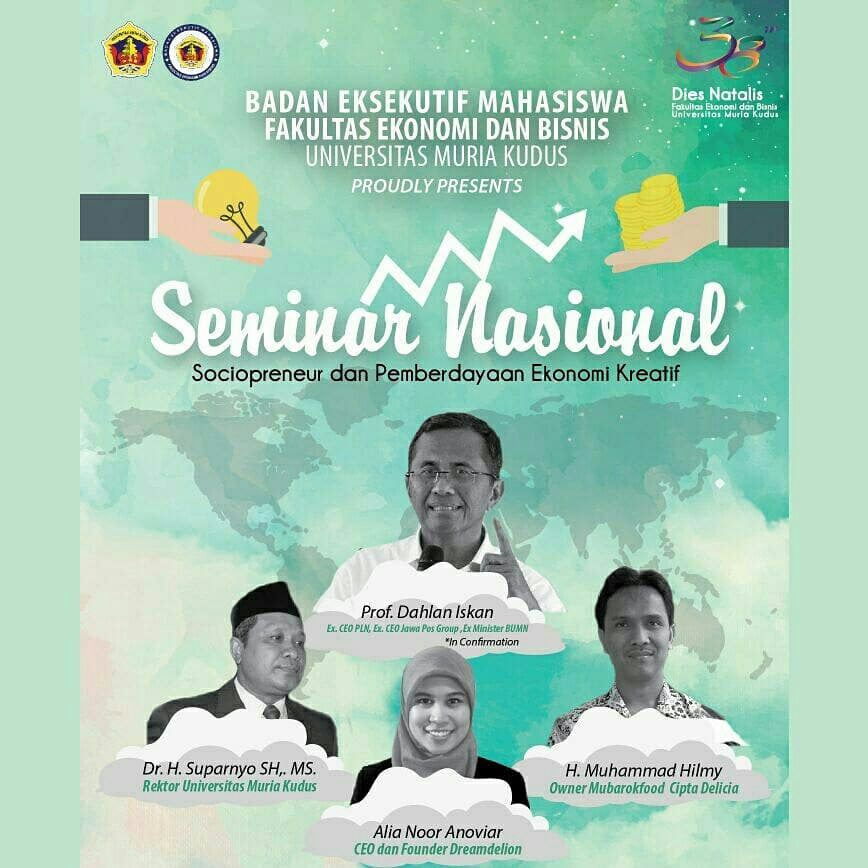 38th
Dies Natalis
Fakultas Ekonomi dan Bisnis
Universitas Muria Kudus
BADAN EKSEKUTIF MAHASISWA
FAKULTAS EKONOMI DAN BISNIS
UNIVERSITAS MURIA KUDUS
PROUDLY PRESENTS
Seminar Nasional
Sociopreneur dan Pemberdayaan Ekonomi Kreatif
Prof. Dahlan Iskan
Ex. CEO PLN, Ex. CEO Jawa Pos Group ,Ex Minister BUMN
*In Confirmation
Dr. H. Suparnyo SH,. MS.
Rektor Universitas Muria Kudus
H. Muhammad Hilmy
Owner Mubarokfood Cipta Delicia
Alia Noor Anoviar
CEO dan Founder Dreamdelion